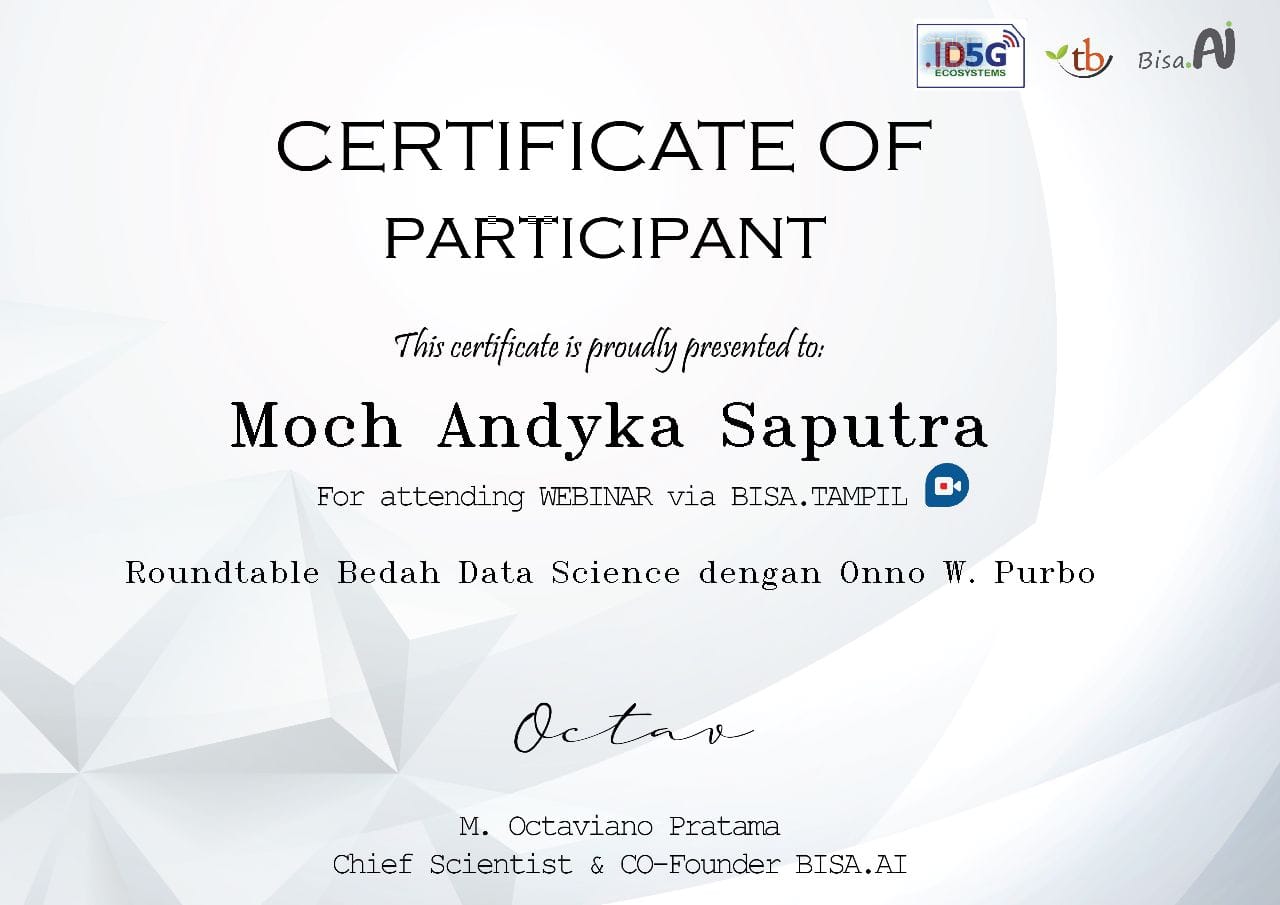 .ID5G
ECOSYSTEMS
tb
Bisa.AI
CERTIFICATE OF
PARTICIPANT
This certificate is proudly presented to:
Moch Andyka Saputra
For attending WEBINAR via BISA.TAMPIL
Roundtable Bedah Data Science dengan Onno W. Purbo
Octav
M. Octaviano Pratama
Chief Scientist & CO-Founder BISA.AI